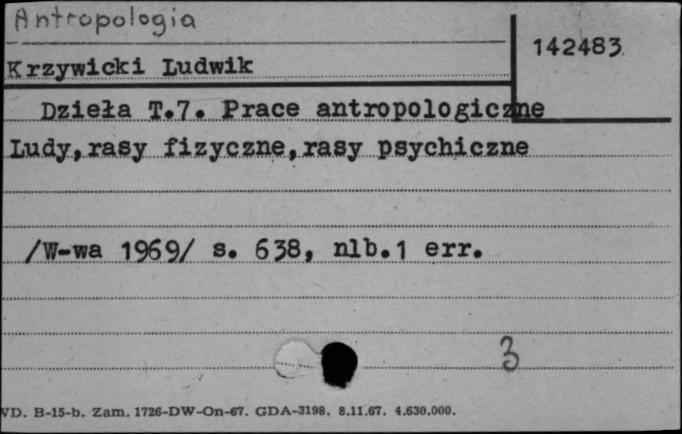 Antropologia
142483
Krzywicki Ludwik
Dzieła T.7. Prace antropologiczne
Ludy,rasy fizyczne,rasy psychiczne
/W-wa 1969/ s. 638, nlb.1 err.
3
VD. B-15-b. Zam. 1726-DW-On-67. GDA-3198. 8.11.67. 4.630.000.